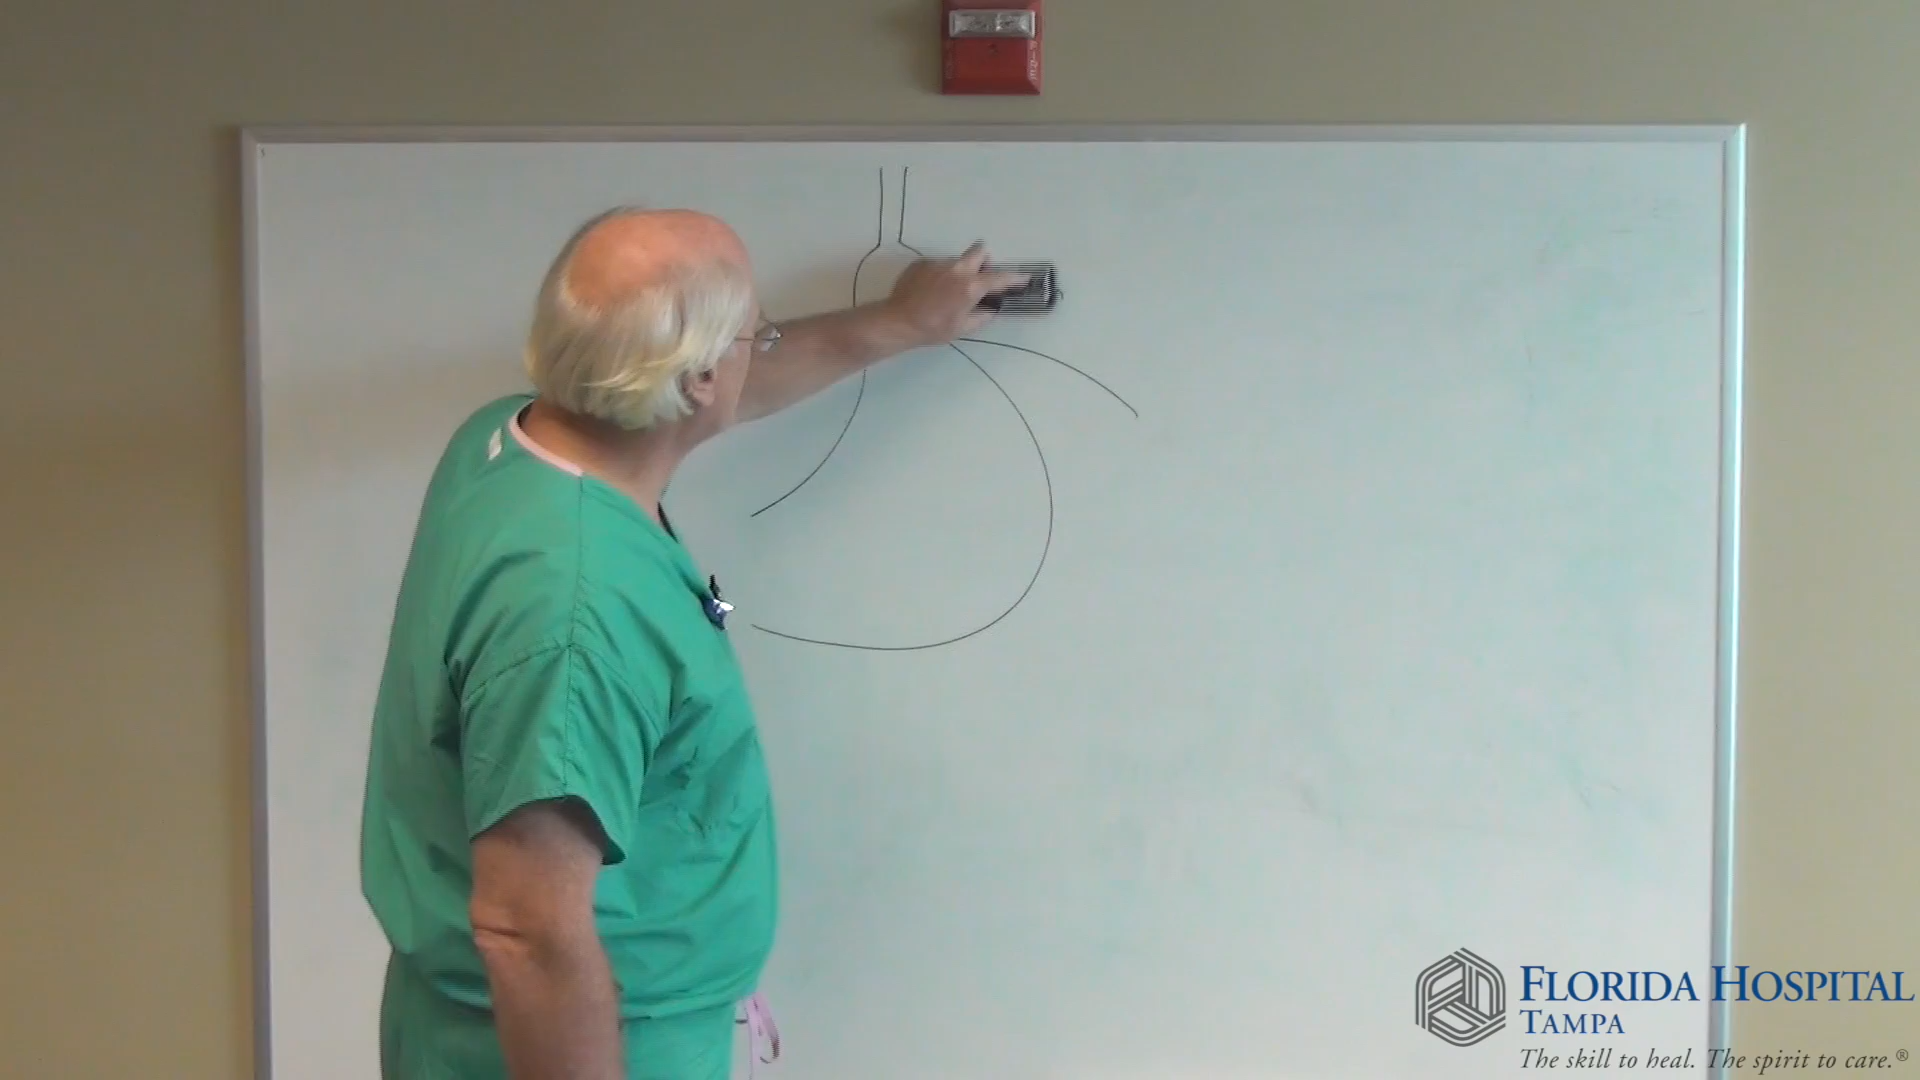 FLORIDA HOSPITAL
TAMPA
The skill to heal. The spirit to care.®